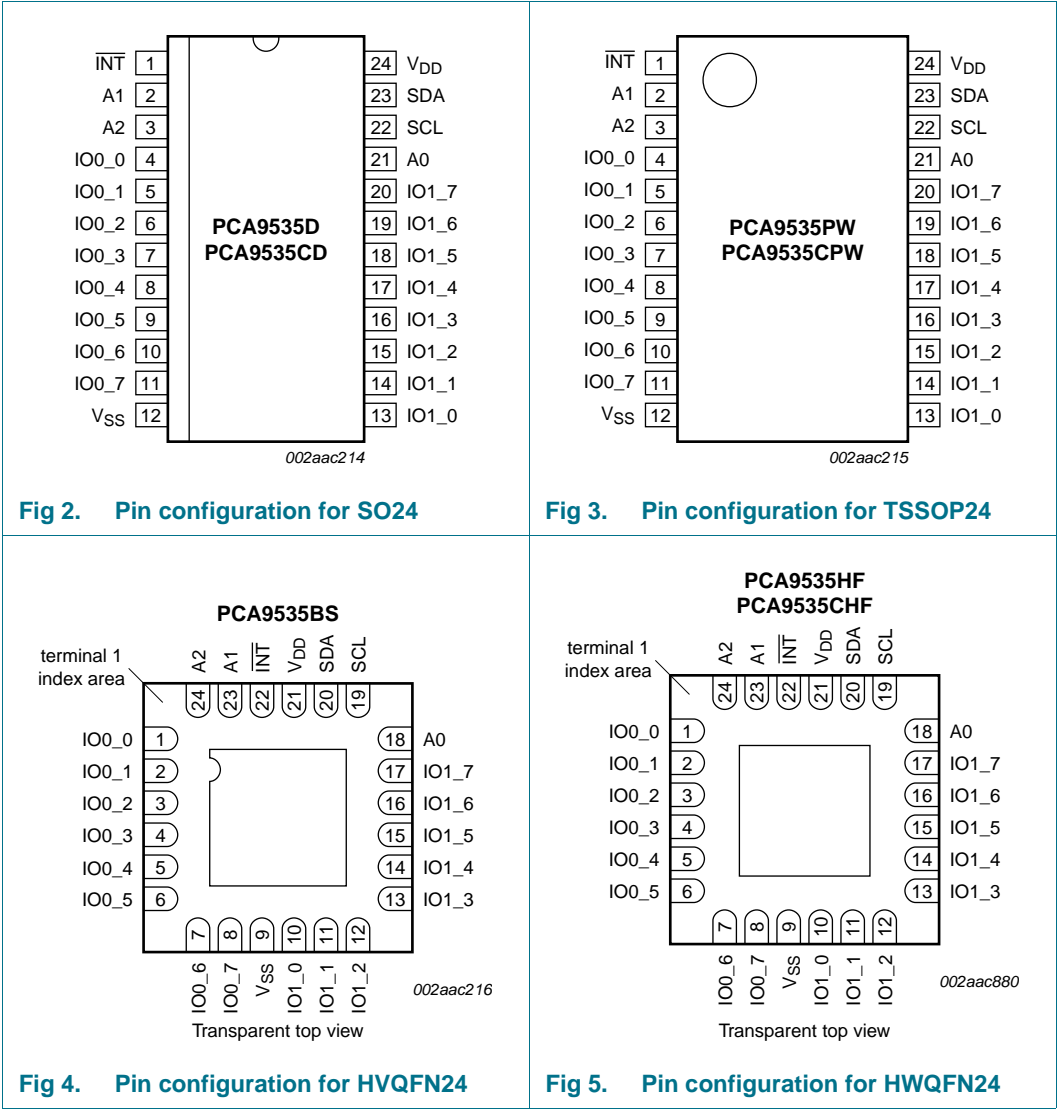 INT 1
A1 2
A2 3
IO0_0 4
IO0_1 5
IO0_2 6
IO0_3 7
IO0_4 8
IO0_5 9
IO0_6 10
IO0_7 11
VSS 12
PCA9535D
PCA9535CD
24 VDD
23 SDA
22 SCL
21 A0
20 IO1_7
19 IO1_6
18 IO1_5
17 IO1_4
16 IO1_3
15 IO1_2
14 IO1_1
13 IO1_0
002aac214
Fig 2. Pin configuration for SO24
INT 1
A1 2
A2 3
IO0_0 4
IO0_1 5
IO0_2 6
IO0_3 7
IO0_4 8
IO0_5 9
IO0_6 10
IO0_7 11
VSS 12
PCA9535PW
PCA9535CPW
24 VDD
23 SDA
22 SCL
21 A0
20 IO1_7
19 IO1_6
18 IO1_5
17 IO1_4
16 IO1_3
15 IO1_2
14 IO1_1
13 IO1_0
002aac215
Fig 3. Pin configuration for TSSOP24
PCA9535BS
terminal 1
index area
A2 24
A1 23
INT 22
VDD 21
SDA 20
SCL 19
IO0_0 1
IO0_1 2
IO0_2 3
IO0_3 4
IO0_4 5
IO0_5 6
18 A0
17 IO1_7
16 IO1_6
15 IO1_5
14 IO1_4
13 IO1_3
7 IO0_6
8 IO0_7
9 VSS
10 IO1_0
11 IO1_1
12 IO1_2
002aac216
Transparent top view
Fig 4. Pin configuration for HVQFN24
PCA9535HF
PCA9535CHF
terminal 1
index area
A2 24
A1 23
INT 22
VDD 21
SDA 20
SCL 19
IO0_0 1
IO0_1 2
IO0_2 3
IO0_3 4
IO0_4 5
IO0_5 6
18 A0
17 IO1_7
16 IO1_6
15 IO1_5
14 IO1_4
13 IO1_3
7 IO0_6
8 IO0_7
9 VSS
10 IO1_0
11 IO1_1
12 IO1_2
002aac880
Transparent top view
Fig 5. Pin configuration for HWQFN24